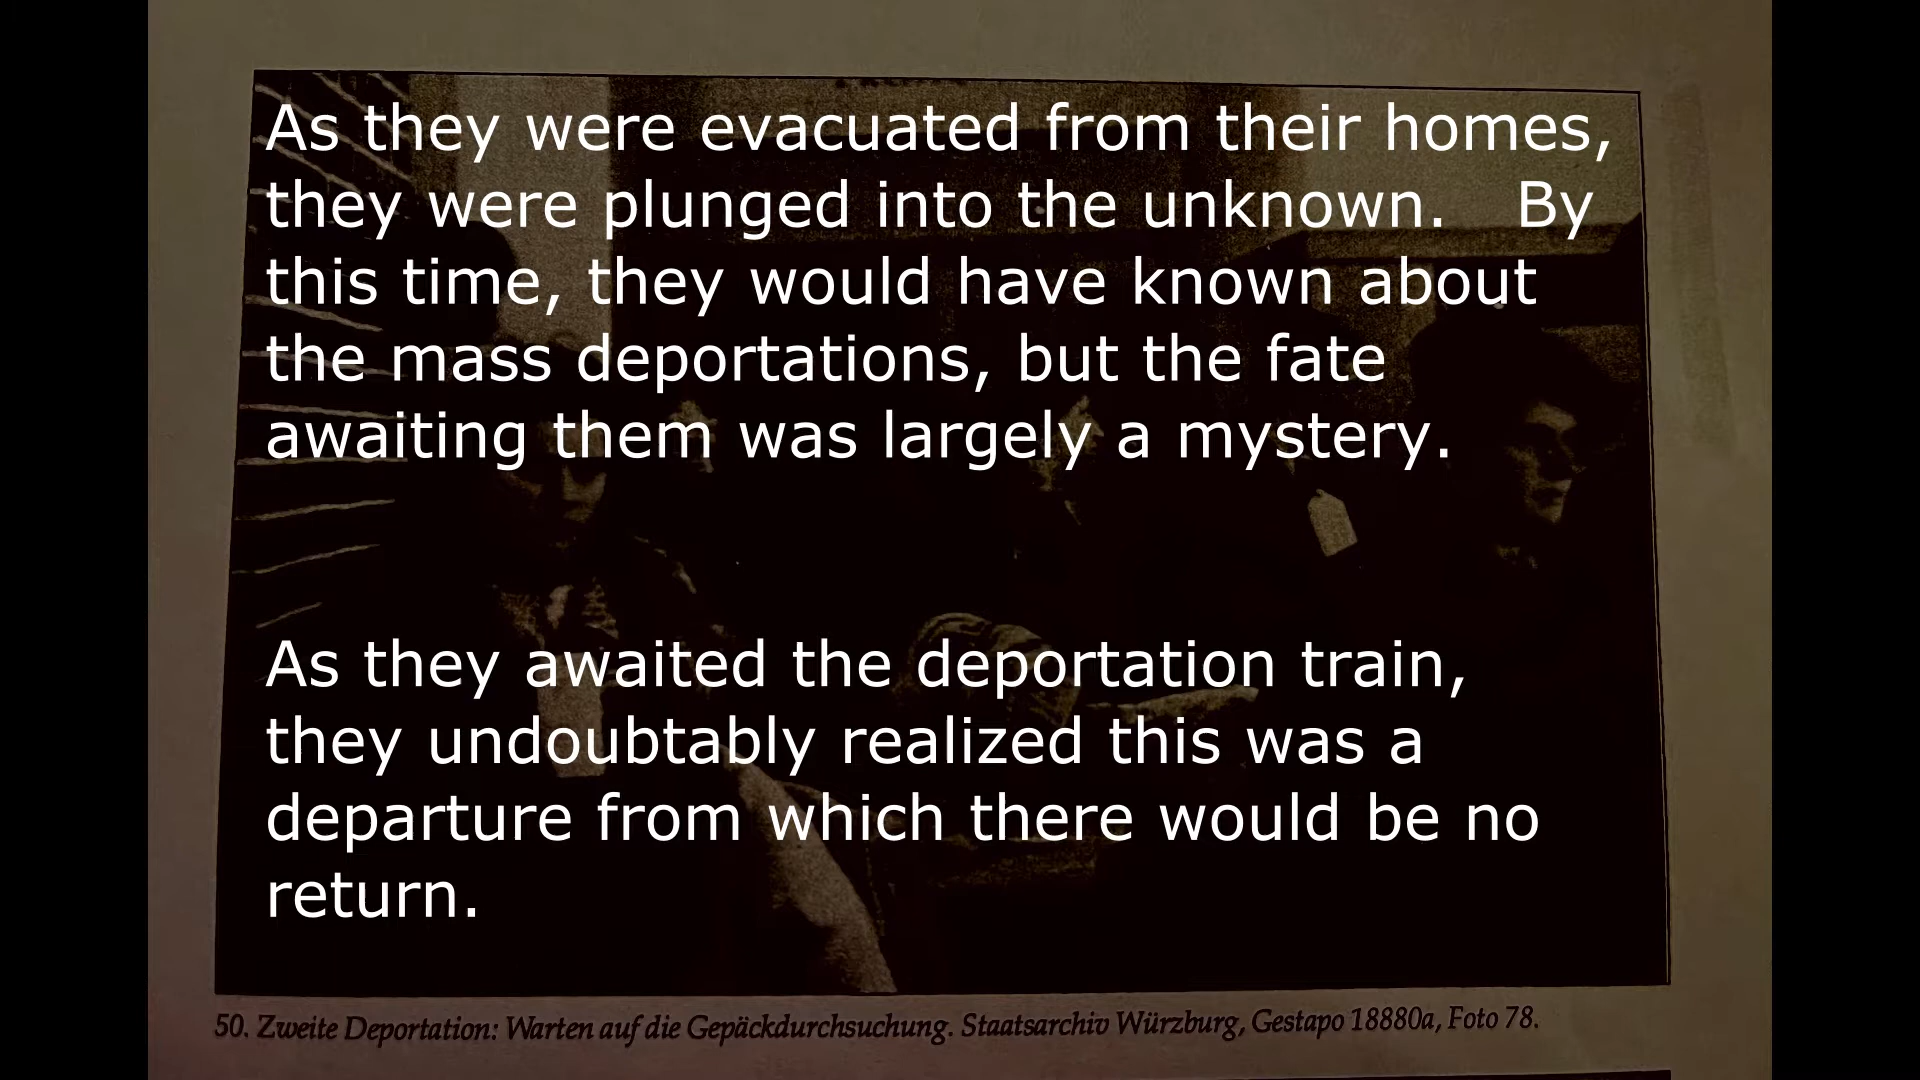 As they were evacuated from their homes,
they were plunged into the unknown. By
this time, they would have known about
the mass deportations, but the fate
awaiting them was largely a mystery.
As they awaited the deportation train,
they undoubtably realized this was a
departure from which there would be no
return.
50. Zweite Deportation: Warten auf die Gepäckdurchsuchung. Staatsarchiv Würzburg, Gestapo 18880a, Foto 78.